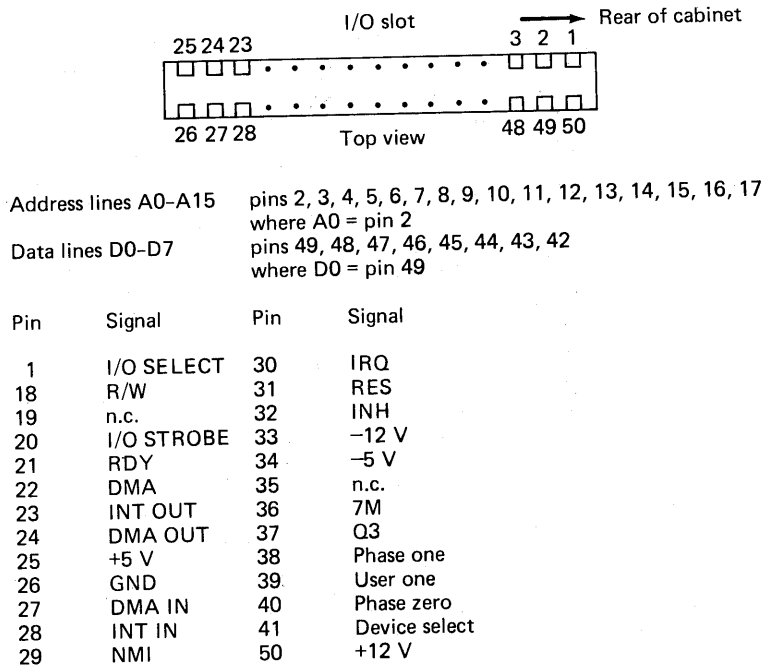 I/O slot
Rear of cabinet
25 24 23
3 2 1
26 27 28
Top view
48 49 50
Address lines A0–A15 pins 2, 3, 4, 5, 6, 7, 8, 9, 10, 11, 12, 13, 14, 15, 16, 17
where A0 = pin 2
Data lines D0–D7 pins 49, 48, 47, 46, 45, 44, 43, 42
where D0 = pin 49
Pin Signal Pin Signal
1 I/O SELECT 30 IRQ
18 R/W 31 RES
19 n.c. 32 INH
20 I/O STROBE 33 –12 V
21 RDY 34 –5 V
22 DMA 35 n.c.
23 INT OUT 36 7M
24 DMA OUT 37 Q3
25 +5 V 38 Phase one
26 GND 39 User one
27 DMA IN 40 Phase zero
28 INT IN 41 Device select
29 NMI 50 +12 V